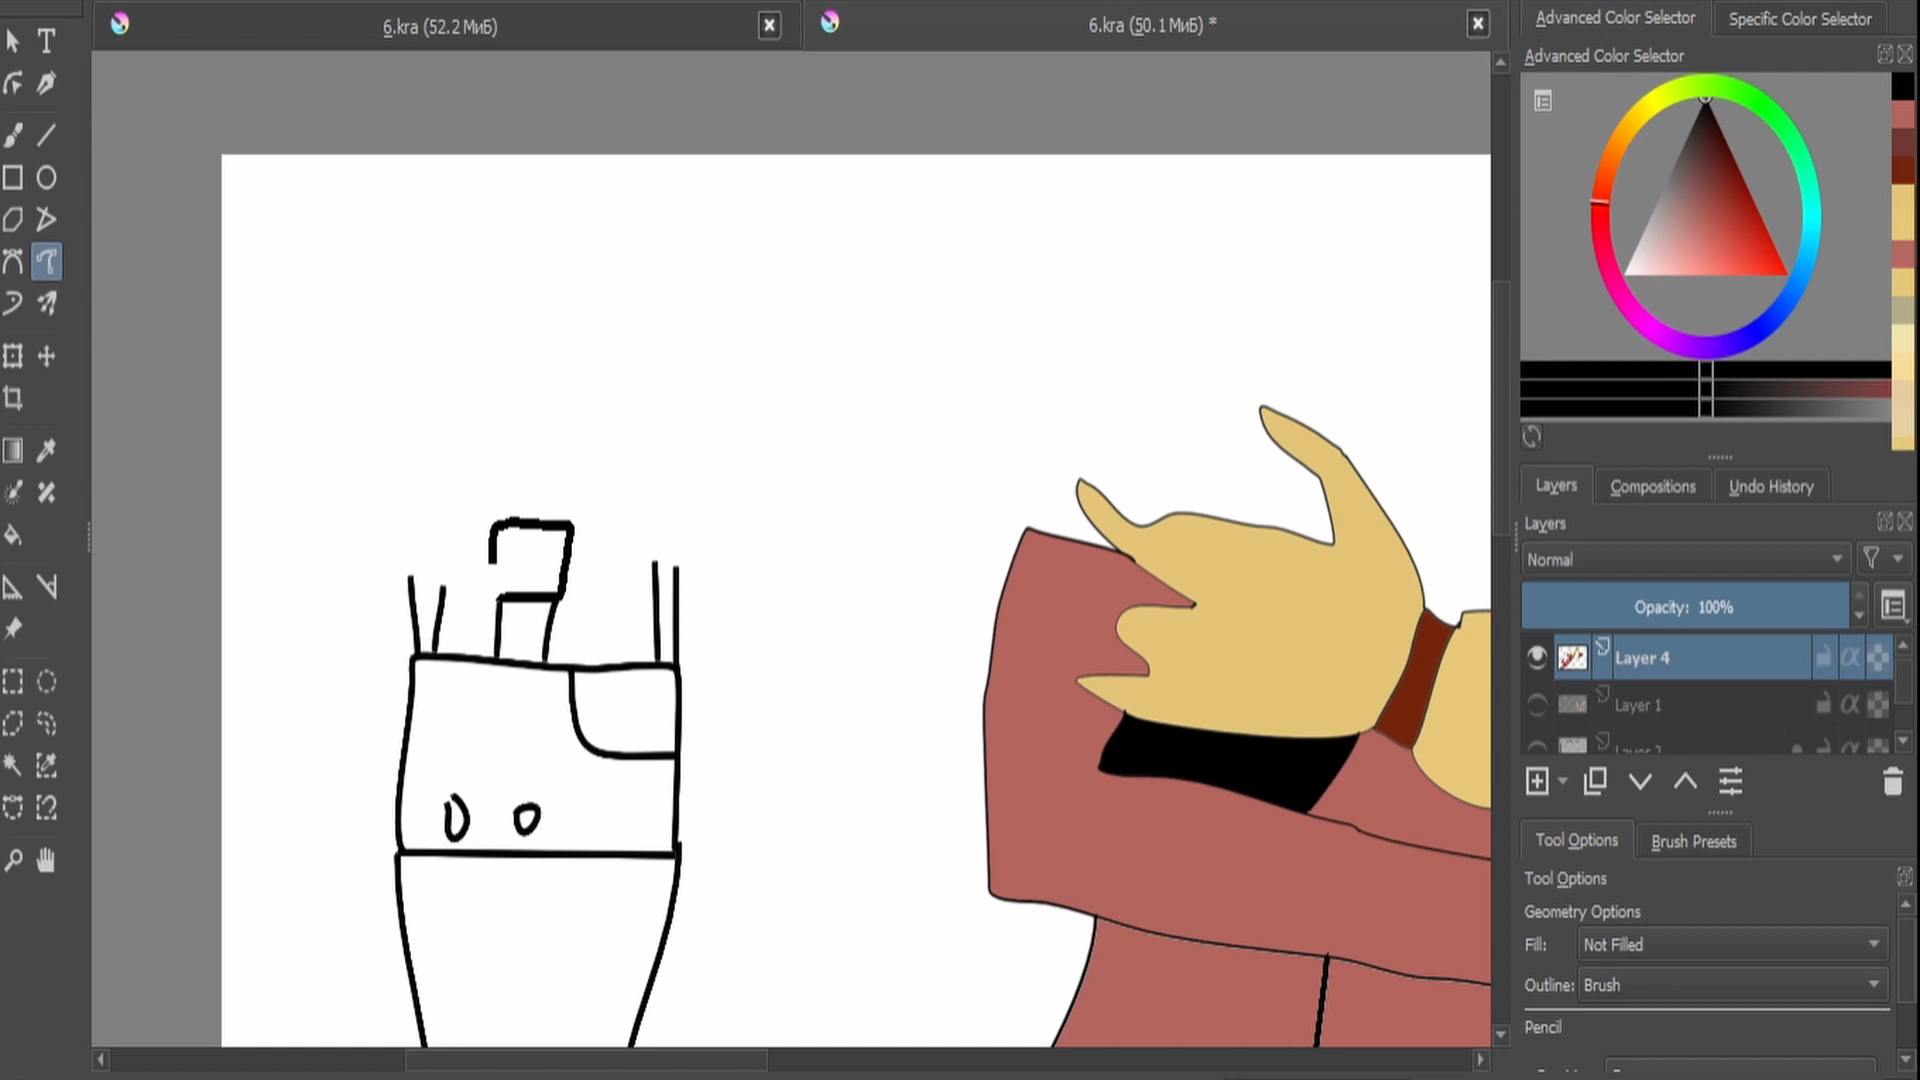 6.kra (52.2 МиБ)
6.kra (50.1 МиБ) *
Advanced Color Selector
Specific Color Selector
Advanced Color Selector
Layers
Compositions
Undo History
Layers
Normal
Opacity: 100%
Layer 4
Layer 1
Tool Options
Brush Presets
Tool Options
Geometry Options
Fill:
Not Filled
Outline:
Brush
Pencil